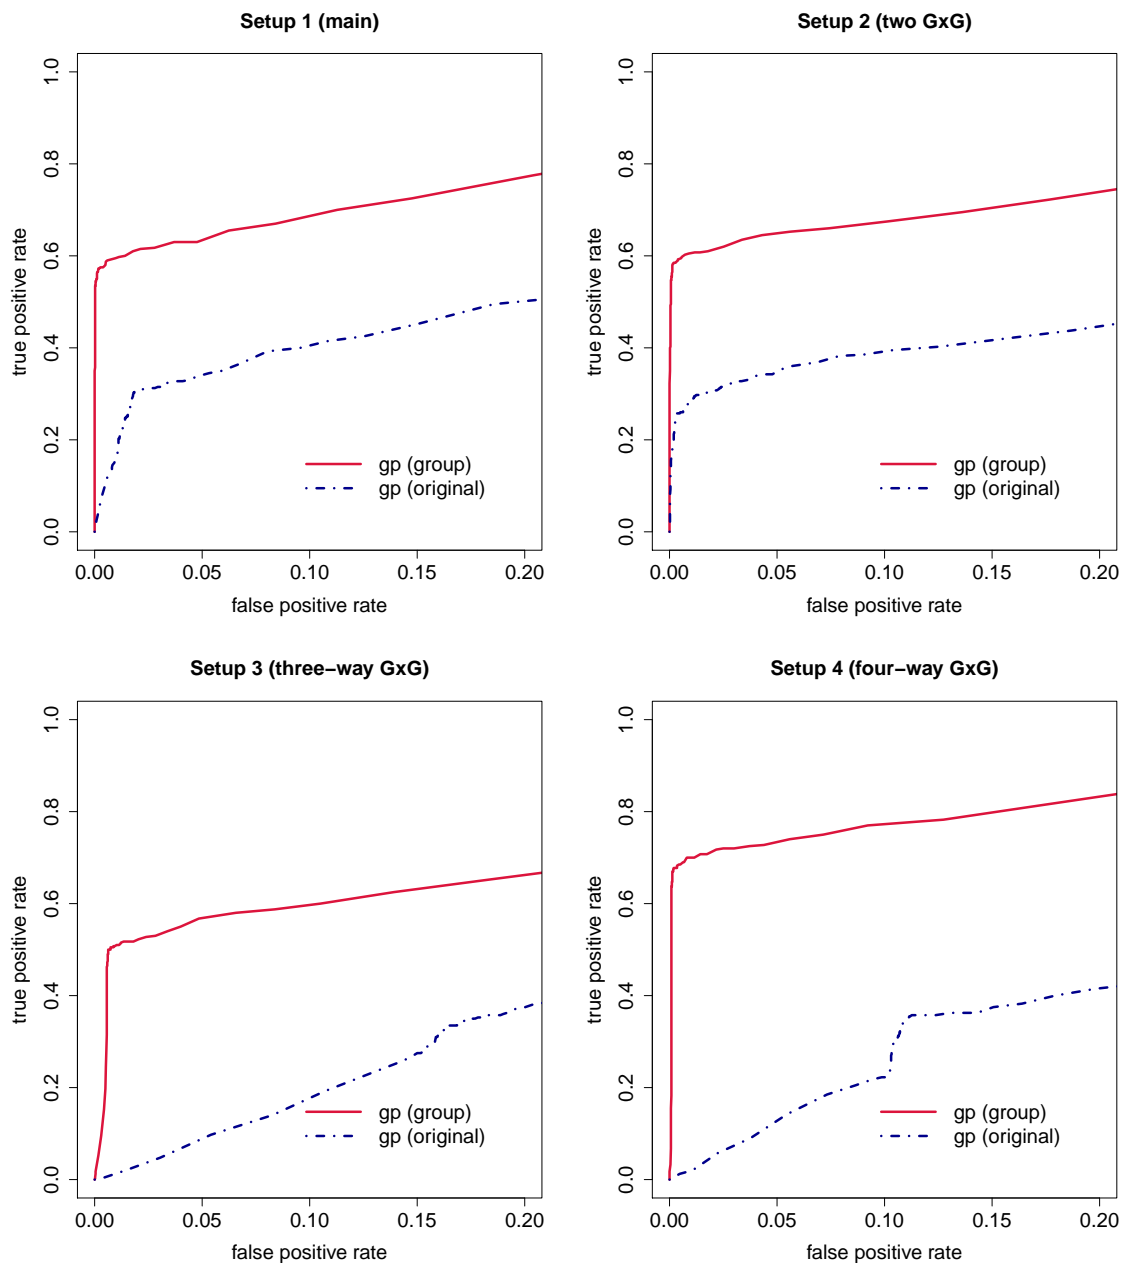 Setup 1 (main)
true positive rate
1.0
0.8
0.6
0.4
0.2
0.0
gp (group)
gp (original)
0.00 0.05 0.10 0.15 0.20
false positive rate
Setup 2 (two GxG)
true positive rate
1.0
0.8
0.6
0.4
0.2
0.0
gp (group)
gp (original)
0.00 0.05 0.10 0.15 0.20
false positive rate
Setup 3 (three−way GxG)
true positive rate
1.0
0.8
0.6
0.4
0.2
0.0
gp (group)
gp (original)
0.00 0.05 0.10 0.15 0.20
false positive rate
Setup 4 (four−way GxG)
true positive rate
1.0
0.8
0.6
0.4
0.2
0.0
gp (group)
gp (original)
0.00 0.05 0.10 0.15 0.20
false positive rate